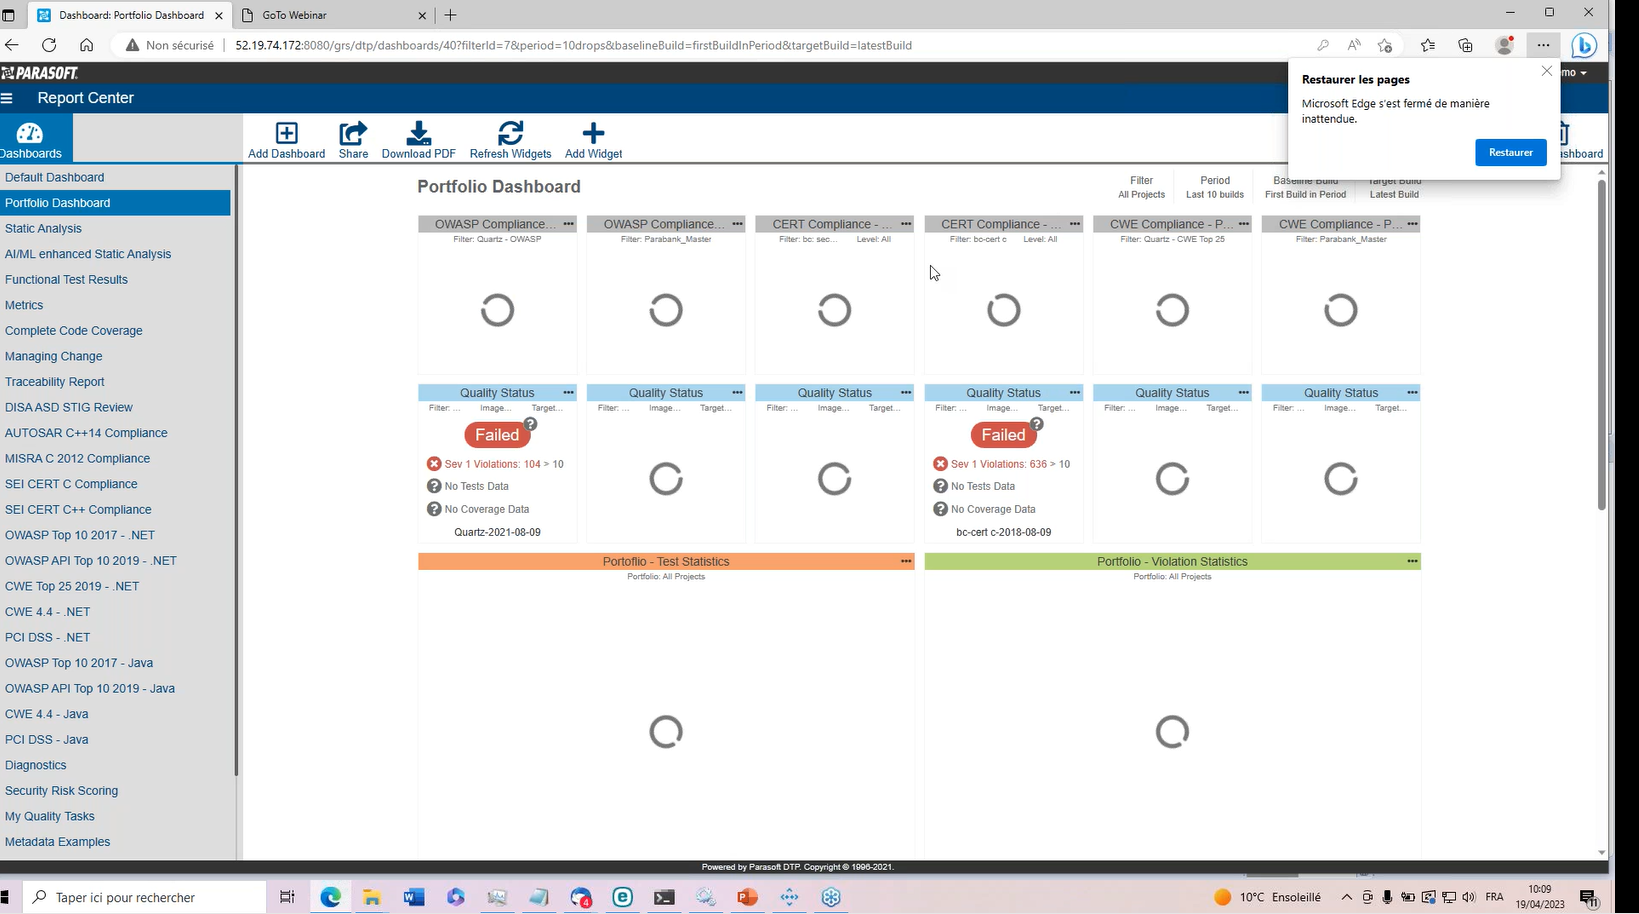 Dashboard: Portfolio Dashboard
GoTo Webinar
Non sécurisé
52.19.74.172:8080/grs/dtp/dashboards/40?filterId=7&period=10drops&baselineBuild=firstBuildInPeriod&targetBuild=latestBuild
PARASOFT
Report Center
Restaurer les pages
Microsoft Edge s'est fermé de manière
inattendue.
Restaurer
Dashboards
Add Dashboard
Share
Download PDF
Refresh Widgets
Add Widget
Default Dashboard
Portfolio Dashboard
Static Analysis
AI/ML enhanced Static Analysis
Functional Test Results
Metrics
Complete Code Coverage
Managing Change
Traceability Report
DISA ASD STIG Review
AUTOSAR C++14 Compliance
MISRA C 2012 Compliance
SEI CERT C Compliance
SEI CERT C++ Compliance
OWASP Top 10 2017 - .NET
OWASP API Top 10 2019 - .NET
CWE Top 25 2019 - .NET
CWE 4.4 - .NET
PCI DSS - .NET
OWASP Top 10 2017 - Java
OWASP API Top 10 2019 - Java
CWE 4.4 - Java
PCI DSS - Java
Diagnostics
Security Risk Scoring
My Quality Tasks
Metadata Examples
Portfolio Dashboard
Filter
All Projects
Period
Last 10 builds
Baseline Build
First Build in Period
Target Build
Latest Build
OWASP Compliance...
Filter: Quartz - OWASP
OWASP Compliance...
Filter: Parabank_Master
CERT Compliance - ...
Filter: bc: sec... Level: All
CERT Compliance - ...
Filter: bc-cert c Level: All
CWE Compliance - P...
Filter: Quartz - CWE Top 25
CWE Compliance - P...
Filter: Parabank_Master
Quality Status
Filter: ... Image... Target...
Failed
Sev 1 Violations: 104 > 10
No Tests Data
No Coverage Data
Quartz-2021-08-09
Quality Status
Filter: ... Image... Target...
Quality Status
Filter: ... Image... Target...
Quality Status
Filter: ... Image... Target...
Failed
Sev 1 Violations: 636 > 10
No Tests Data
No Coverage Data
bc-cert c-2018-08-09
Quality Status
Filter: ... Image... Target...
Quality Status
Filter: ... Image... Target...
Portoflio - Test Statistics
Portfolio: All Projects
Portfolio - Violation Statistics
Portfolio: All Projects
Powered by Parasoft DTP. Copyright © 1996-2021.
Taper ici pour rechercher
4
10°C Ensoleillé
FRA
10:09
19/04/2023
11